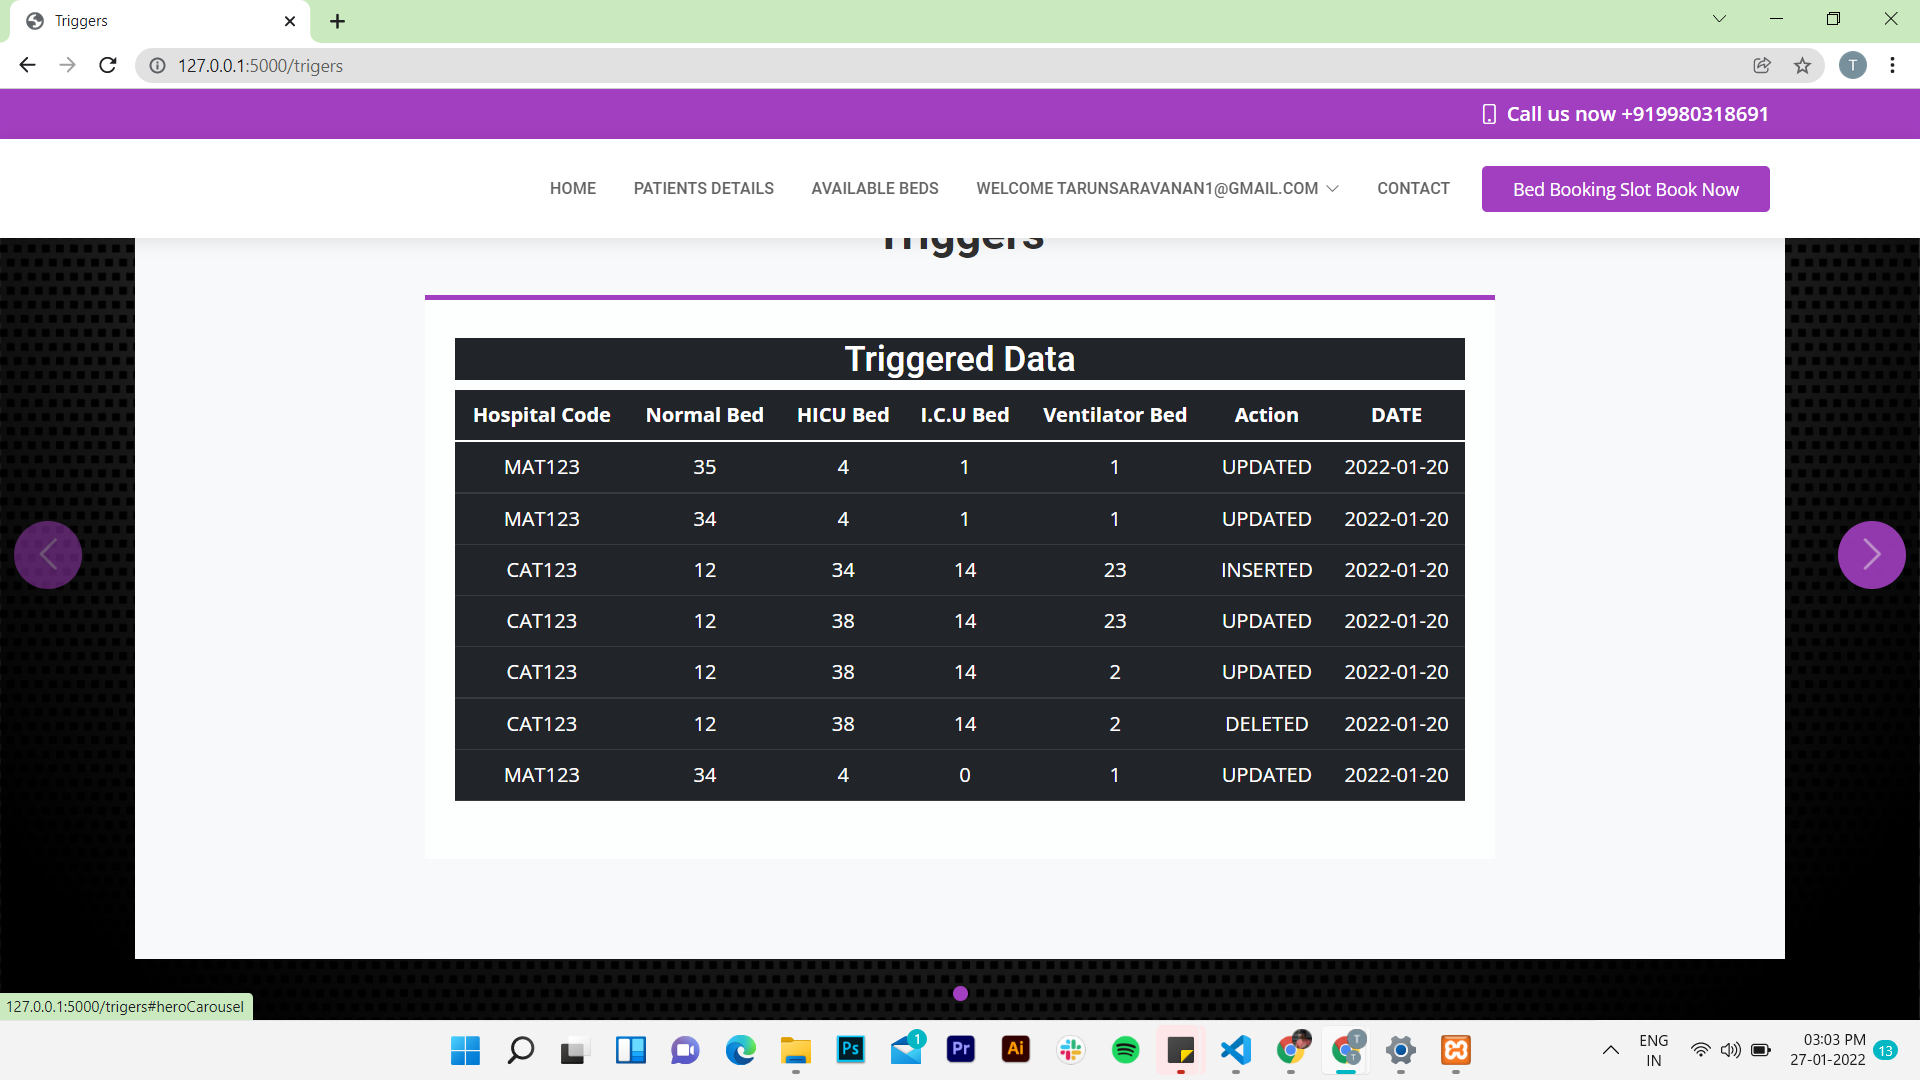 Triggers
127.0.0.1:5000/trigers
T
Call us now +919980318691
HOME PATIENTS DETAILS AVAILABLE BEDS WELCOME TARUNSARAVANAN1@GMAIL.COM CONTACT Bed Booking Slot Book Now
Triggers
Triggered Data
Hospital Code Normal Bed HICU Bed I.C.U Bed Ventilator Bed Action DATE
MAT123 35 4 1 1 UPDATED 2022-01-20
MAT123 34 4 1 1 UPDATED 2022-01-20
CAT123 12 34 14 23 INSERTED 2022-01-20
CAT123 12 38 14 23 UPDATED 2022-01-20
CAT123 12 38 14 2 UPDATED 2022-01-20
CAT123 12 38 14 2 DELETED 2022-01-20
MAT123 34 4 0 1 UPDATED 2022-01-20
127.0.0.1:5000/trigers#heroCarousel
Ps 1 Pr Ai T T
ENG
IN
03:03 PM
27-01-2022
13